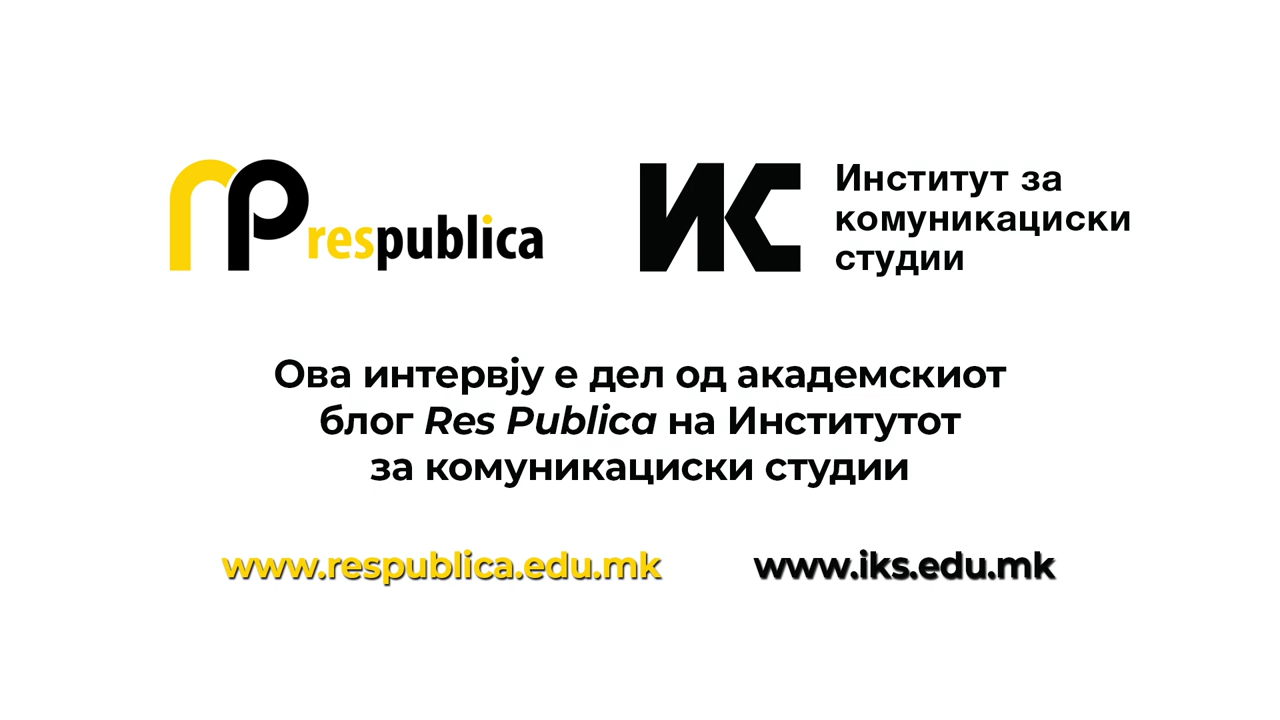 respublica
ИК
Институт за
комуникациски
студии
Ова интервју е дел од академскиот
блог Res Publica на Институтот
за комуникациски студии
www.respublica.edu.mk
www.iks.edu.mk